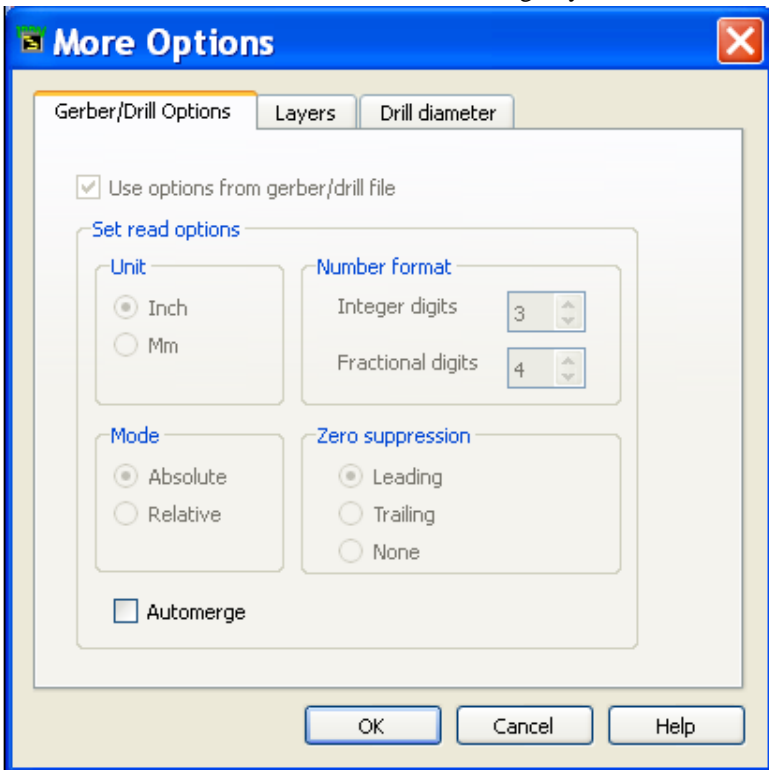 More Options
Gerber/Drill Options Layers Drill diameter
Use options from gerber/drill file
Set read options
Unit
Inch
Mm
Number format
Integer digits 3
Fractional digits 4
Mode
Absolute
Relative
Zero suppression
Leading
Trailing
None
Automerge
OK Cancel Help